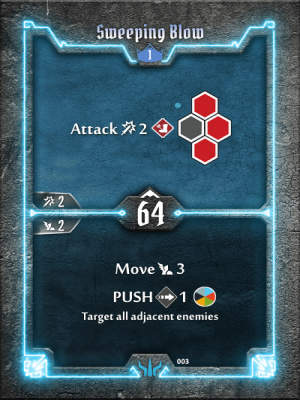 Sweeping Blow
1
Attack 2
2
64
2
Move 3
PUSH 1
Target all adjacent enemies
003